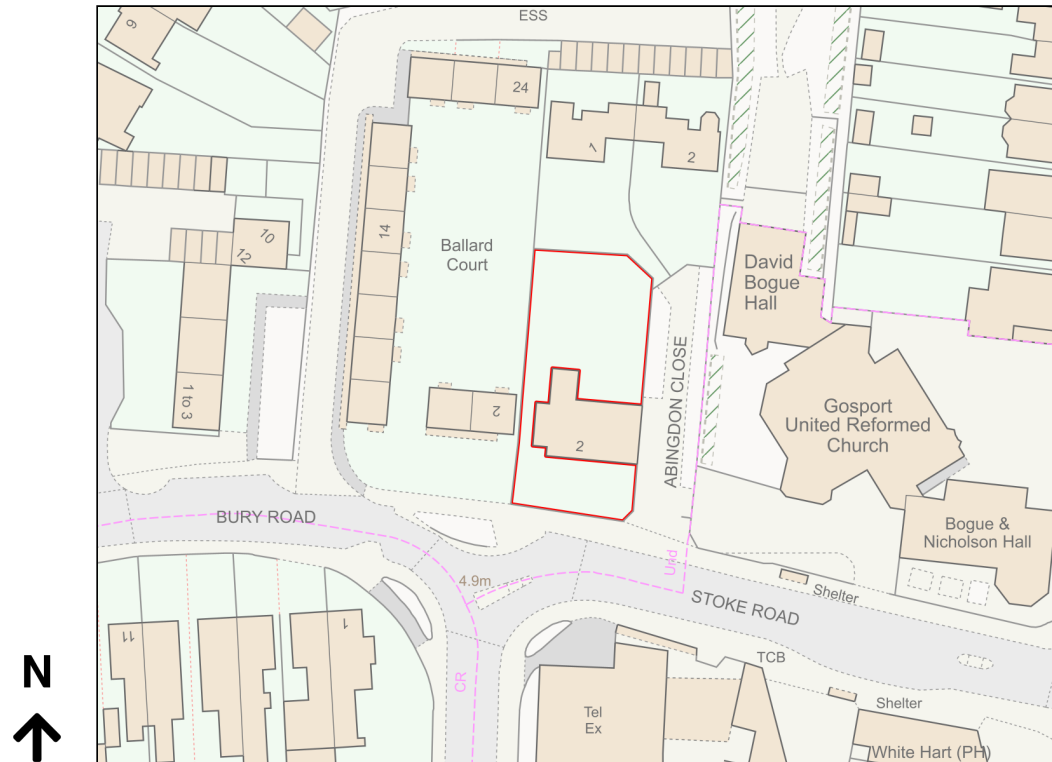 ESS
9
24
1
2
14
10
12
Ballard
Court
David
Bogue
Hall
ABINGDON CLOSE
1 to 3
2
2
Gosport
United Reformed
Church
BURY ROAD
Bogue &
Nicholson Hall
Und
4.9m
STOKE ROAD
Shelter
11
1
TCB
CR
Shelter
Tel
Ex
White Hart (PH)
N